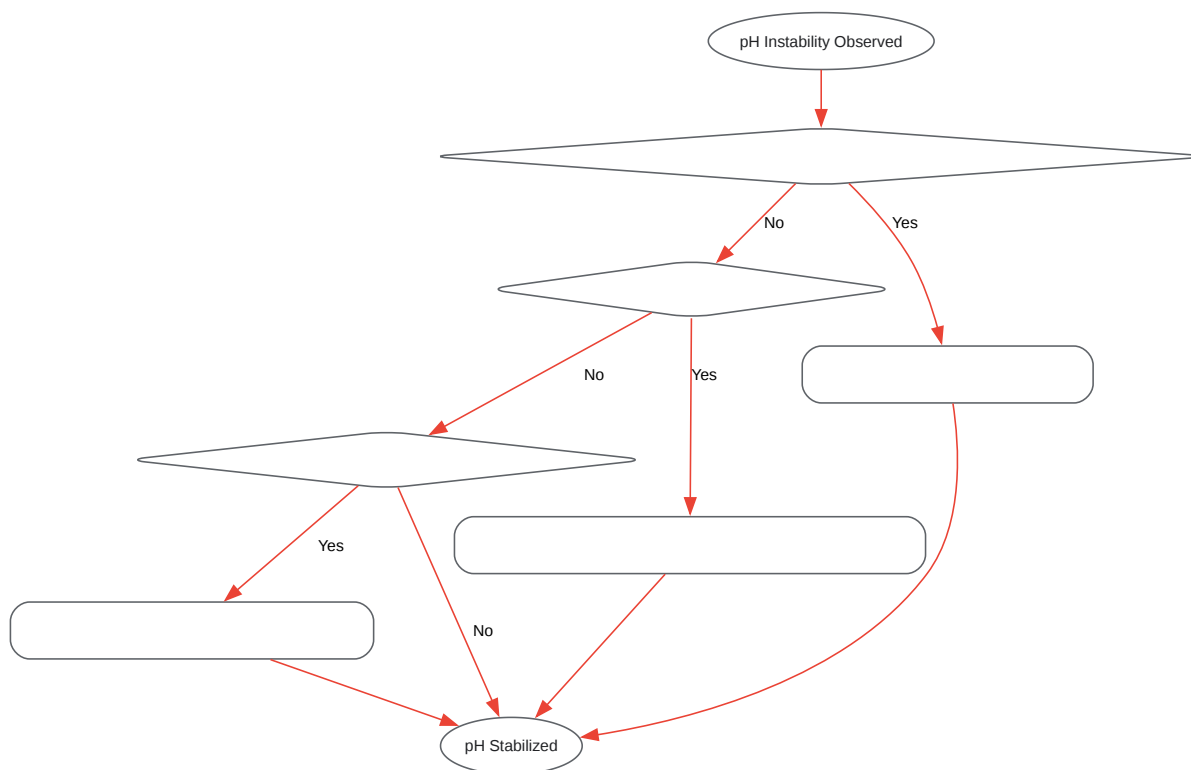 pH Instability Observed
No
Yes
No
Yes
Yes
No
pH Stabilized